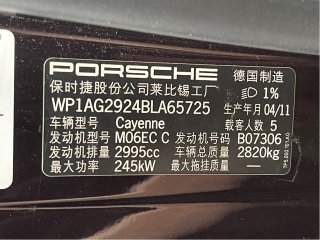 PORSCHE 德国制造
保时捷股份公司莱比锡工厂 1%
WP1AG2924BLA65725 生产年月 04/11
车辆型号 Cayenne 载客人数 5
发动机型号 M06EC C 发动机号码 B07306
发动机排量 2995cc 最大总质量 2820kg
最大功率 245kW 最大拖挂质量 —